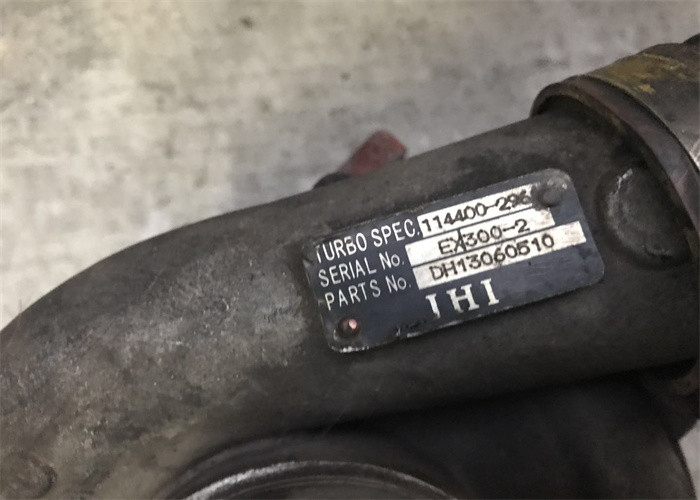 TURBO SPEC. 114400-296
SERIAL No. EX300-2
PARTS No. DH13060510
IHI